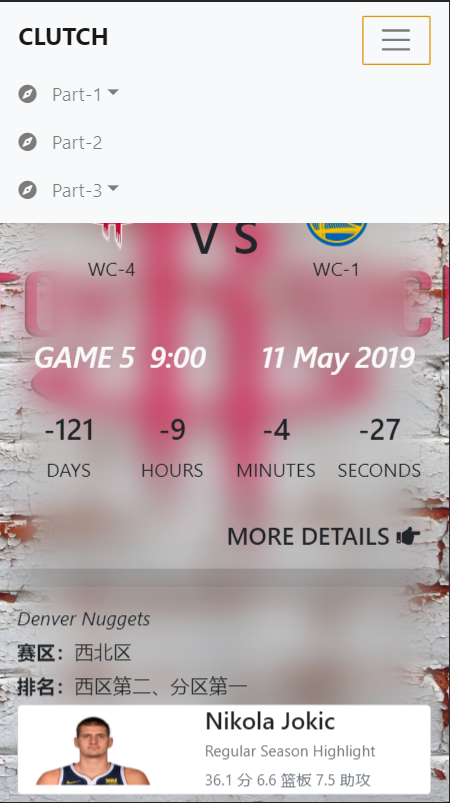 CLUTCH
Part-1
Part-2
Part-3
V S
WC-4 WC-1
GAME 5 9:00 11 May 2019
-121 -9 -4 -27
DAYS HOURS MINUTES SECONDS
MORE DETAILS
Denver Nuggets
赛区：西北区
排名：西区第二、分区第一
Nikola Jokic
Regular Season Highlight
36.1 分 6.6 篮板 7.5 助攻